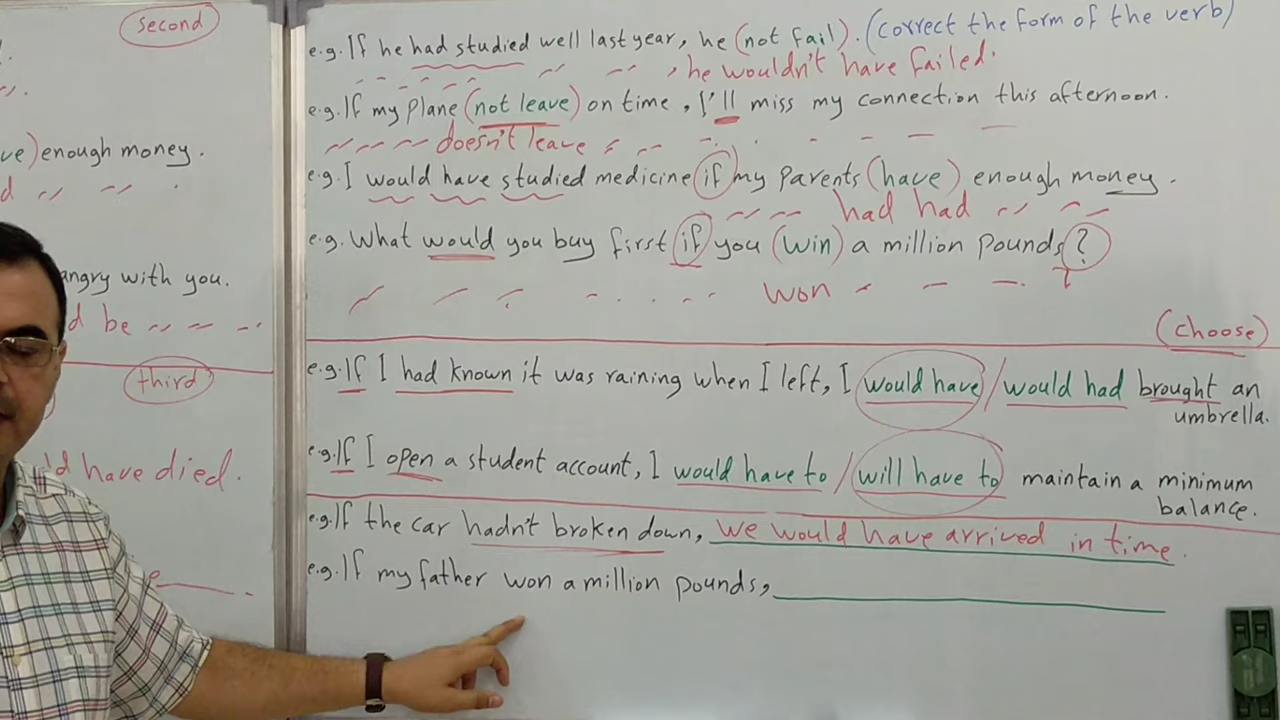 second
ve) enough money.
angry with you.
d be
third
ld have died.
e.g. If he had studied well last year, he (not fail). (correct the form of the verb)
, he wouldn't have failed.
e.g. If my plane (not leave) on time, I'll miss my connection this afternoon.
doesn't leave
e.g. I would have studied medicine if my parents (have) enough money.
had had
e.g. What would you buy first if you (win) a million pounds?
won
(choose)
e.g. If I had known it was raining when I left, I would have / would had brought an
umbrella.
e.g. If I open a student account, I would have to / will have to maintain a minimum
balance.
e.g. If the car hadn't broken down, we would have arrived in time.
e.g. If my father won a million pounds,